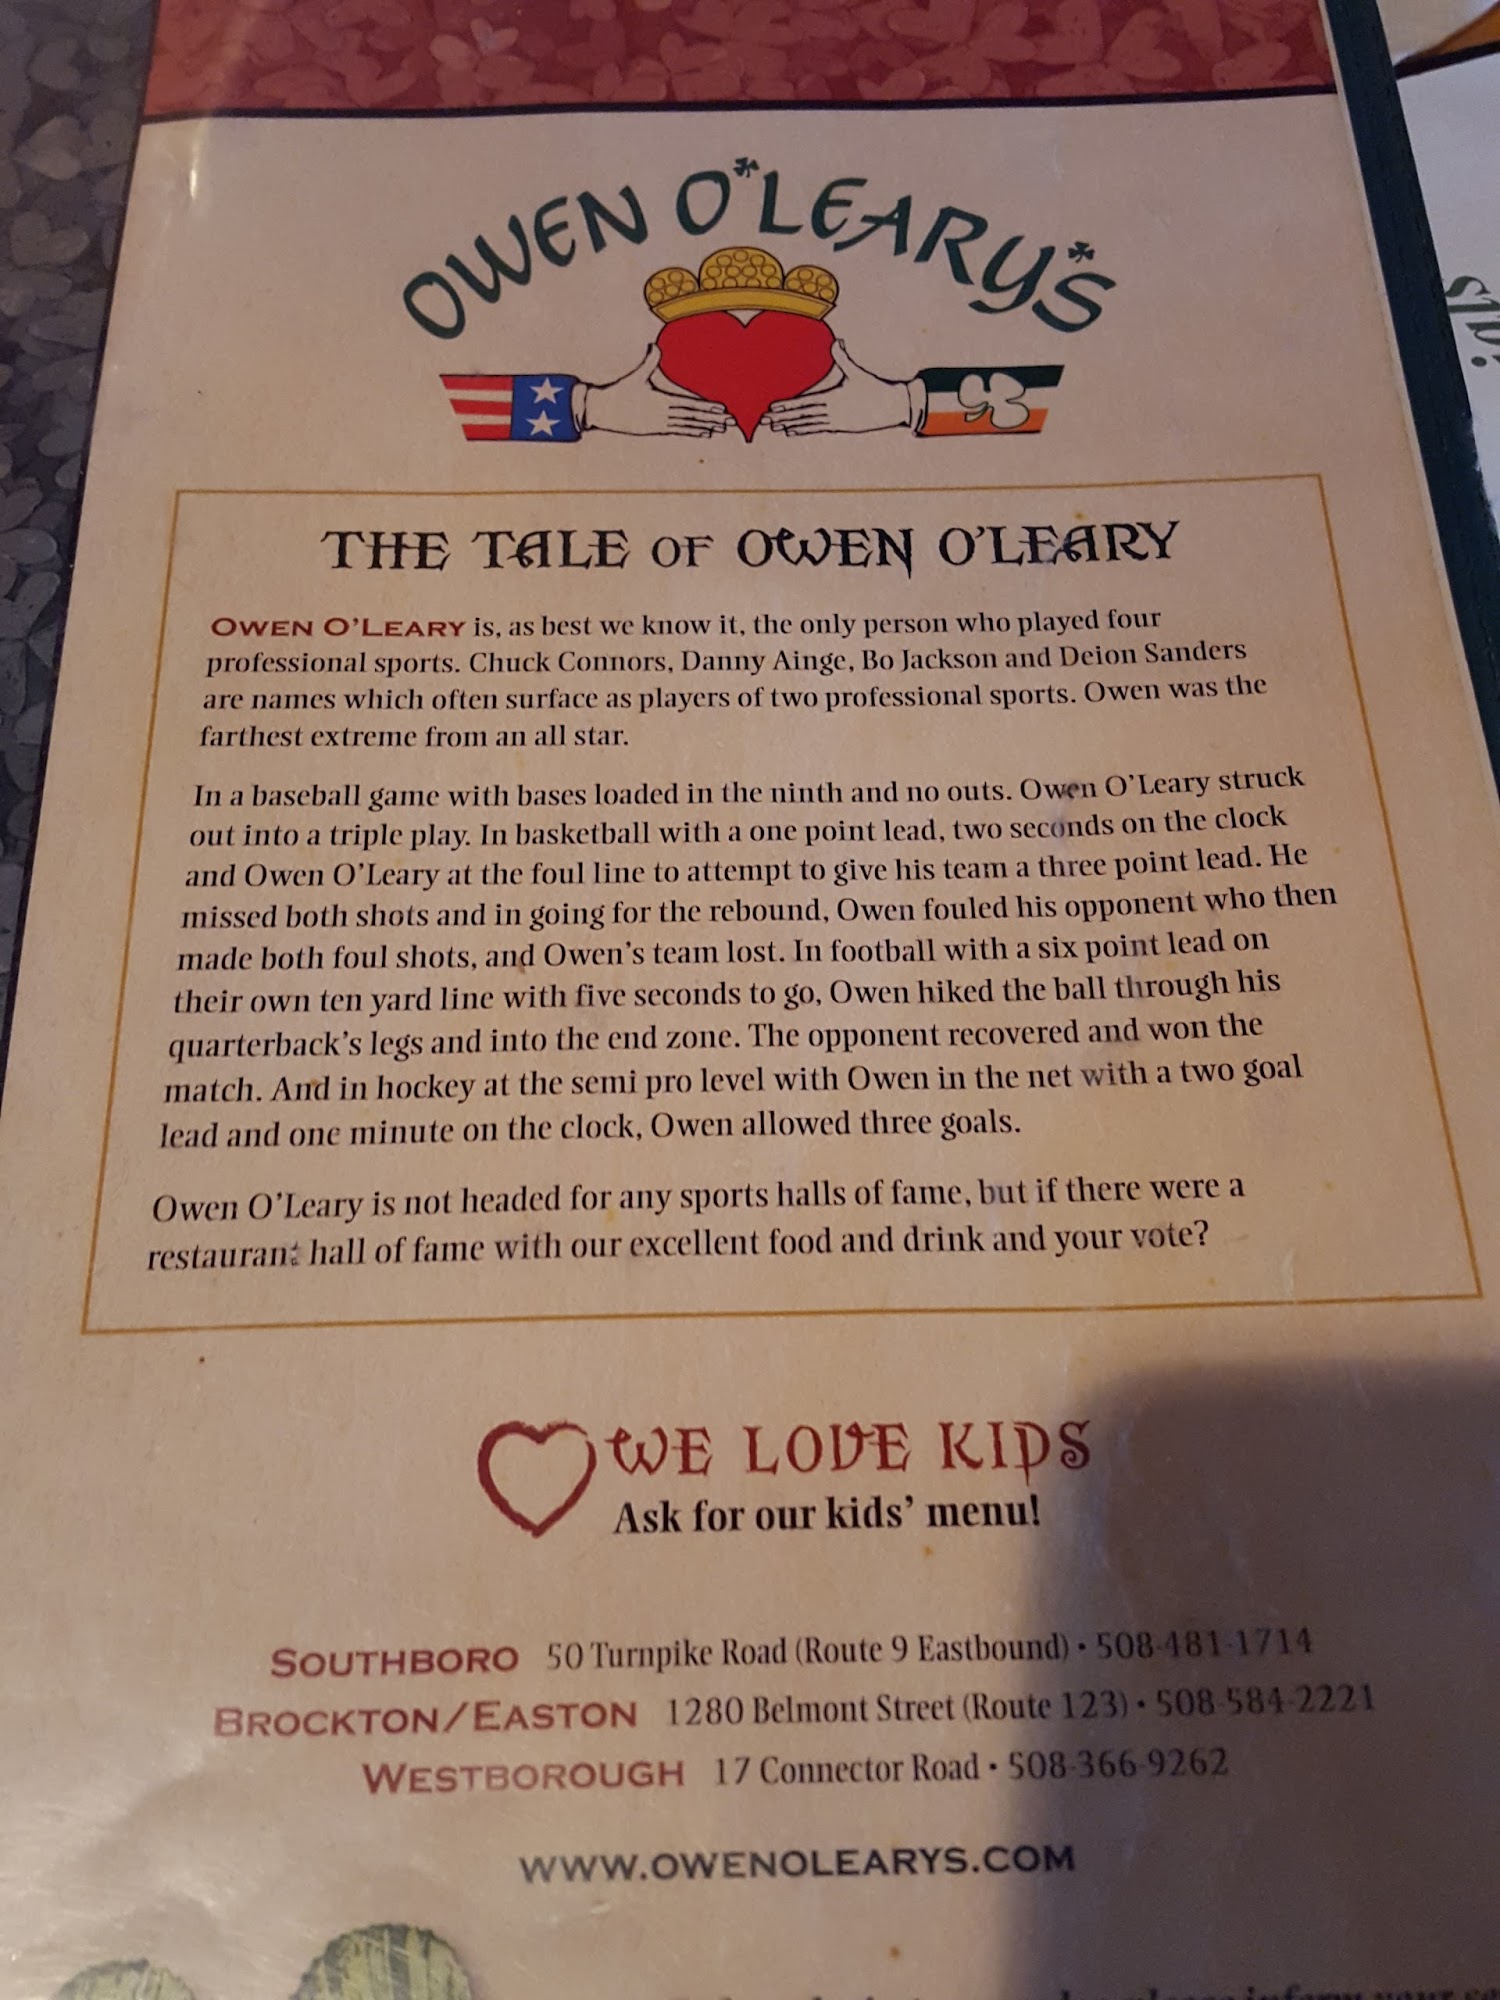 OWEN O'LEARY'S
THE TALE OF OWEN O'LEARY
OWEN O'LEARY is, as best we know it, the only person who played four
professional sports. Chuck Connors, Danny Ainge, Bo Jackson and Deion Sanders
are names which often surface as players of two professional sports. Owen was the
farthest extreme from an all star.
In a baseball game with bases loaded in the ninth and no outs. Owen O'Leary struck
out into a triple play. In basketball with a one point lead, two seconds on the clock
and Owen O'Leary at the foul line to attempt to give his team a three point lead. He
missed both shots and in going for the rebound, Owen fouled his opponent who then
made both foul shots, and Owen's team lost. In football with a six point lead on
their own ten yard line with five seconds to go, Owen hiked the ball through his
quarterback's legs and into the end zone. The opponent recovered and won the
match. And in hockey at the semi pro level with Owen in the net with a two goal
lead and one minute on the clock, Owen allowed three goals.
Owen O'Leary is not headed for any sports halls of fame, but if there were a
restaurant hall of fame with our excellent food and drink and your vote?
WE LOVE KIDS
Ask for our kids' menu!
SOUTHBORO 50 Turnpike Road (Route 9 Eastbound) • 508-481-1714
BROCKTON/EASTON 1280 Belmont Street (Route 123) • 508-584-2221
WESTBOROUGH 17 Connector Road • 508-366-9262
WWW.OWENOLEARYS.COM